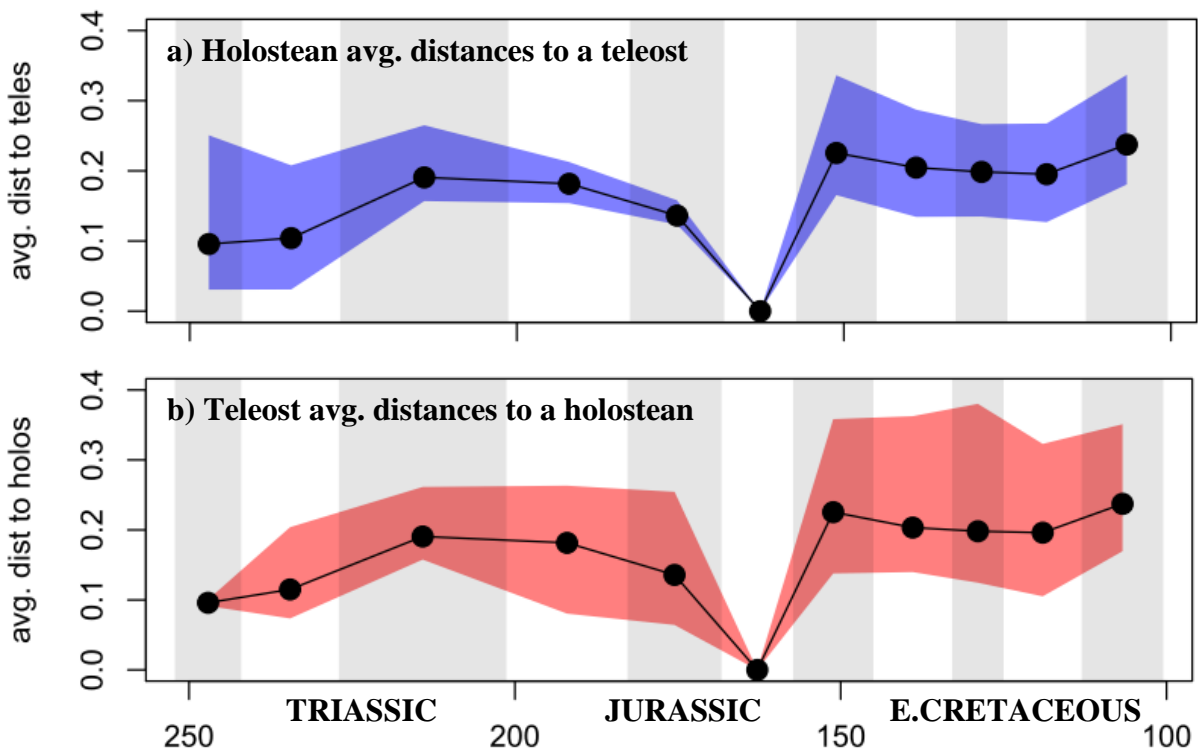 a) Holostean avg. distances to a teleost
avg. dist to teles
0.4
0.3
0.2
0.1
0.0
b) Teleost avg. distances to a holostean
avg. dist to holos
0.4
0.3
0.2
0.1
0.0
TRIASSIC JURASSIC E.CRETACEOUS
250 200 150 100